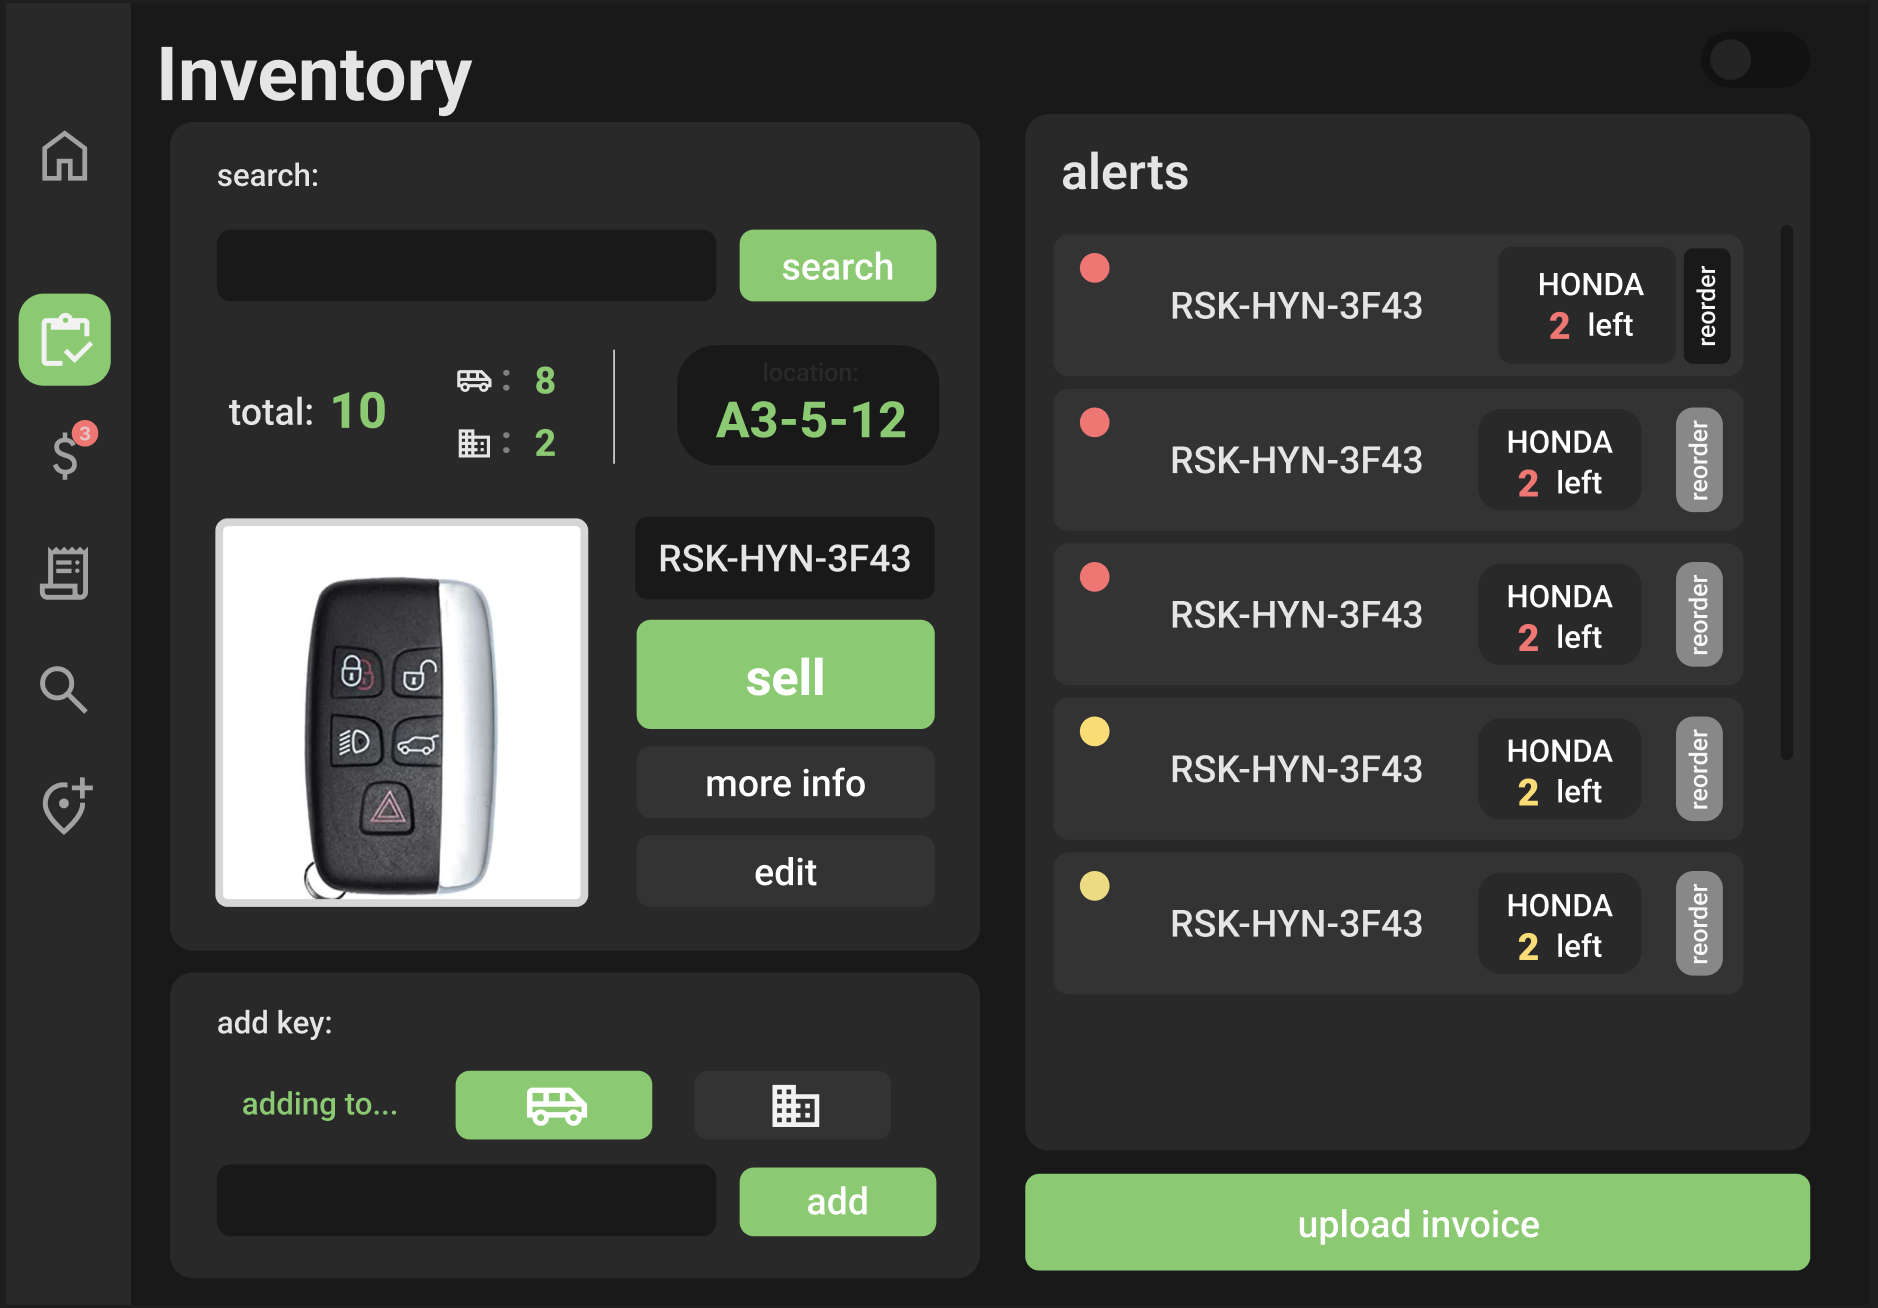 Inventory
search:
search
total: 10
: 8
: 2
location:
A3-5-12
RSK-HYN-3F43
sell
more info
edit
add key:
adding to...
add
3
alerts
RSK-HYN-3F43
HONDA
2 left
reorder
RSK-HYN-3F43
HONDA
2 left
reorder
RSK-HYN-3F43
HONDA
2 left
reorder
RSK-HYN-3F43
HONDA
2 left
reorder
RSK-HYN-3F43
HONDA
2 left
reorder
upload invoice